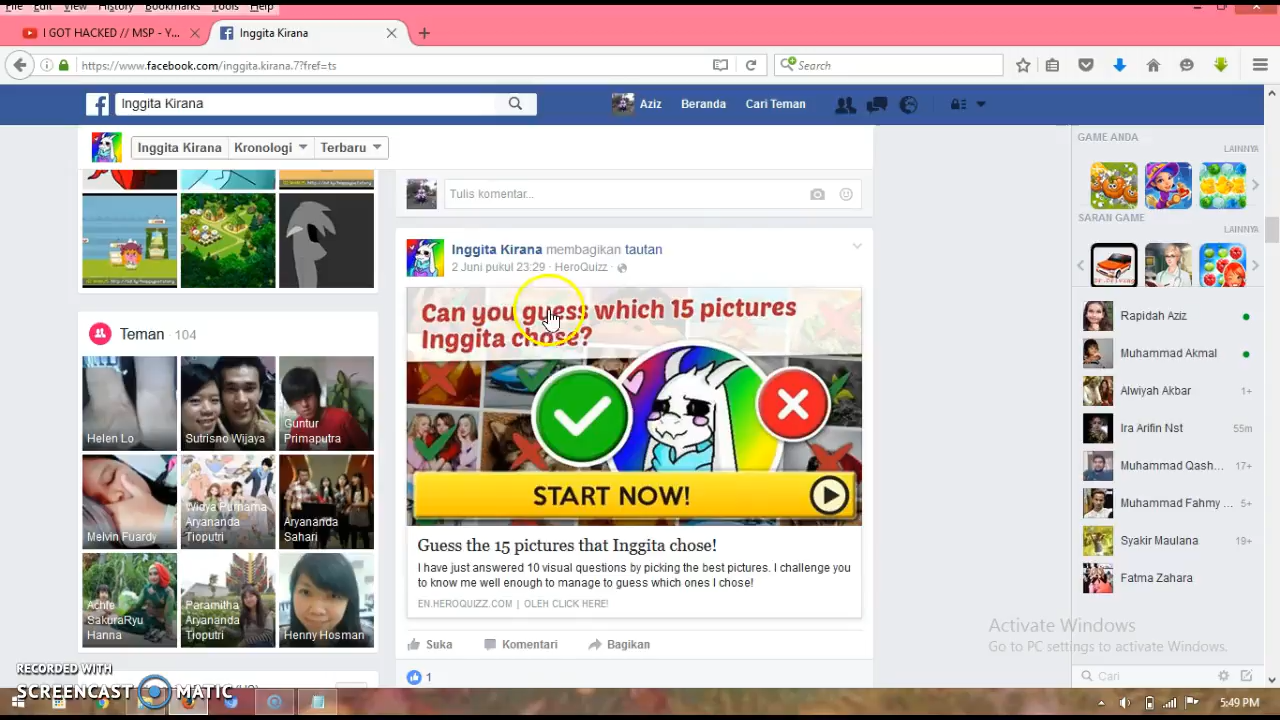 File Edit View History Bookmarks Tools Help
I GOT HACKED // MSP - Y...
Inggita Kirana
https://www.facebook.com/inggita.kirana.7?fref=ts
Search
Inggita Kirana
Aziz
Beranda
Cari Teman
Inggita Kirana
Kronologi
Terbaru
Tulis komentar...
Inggita Kirana membagikan tautan
2 Juni pukul 23:29 · HeroQuizz ·
Can you guess which 15 pictures
Inggita chose?
START NOW!
Guess the 15 pictures that Inggita chose!
I have just answered 10 visual questions by picking the best pictures. I challenge you
to know me well enough to manage to guess which ones I chose!
EN.HEROQUIZZ.COM | OLEH CLICK HERE!
Suka
Komentari
Bagikan
1
Teman · 104
Helen Lo
Sutrisno Wijaya
Guntur
Primaputra
Melvin Fuardy
Widya Purnama
Aryananda
Tioputri
Aryananda
Sahari
Achie
SakuraRyu
Hanna
Paramitha
Aryananda
Tioputri
Henny Hosman
GAME ANDA
LAINNYA
SARAN GAME
LAINNYA
Rapidah Aziz
Muhammad Akmal
Alwiyah Akbar
1+
Ira Arifin Nst
55m
Muhammad Qash...
17+
Muhammad Fahmy ...
5+
Syakir Maulana
19+
Fatma Zahara
Activate Windows
Go to PC settings to activate Windows.
Cari
RECORDED WITH
SCREENCAST MATIC
5:49 PM